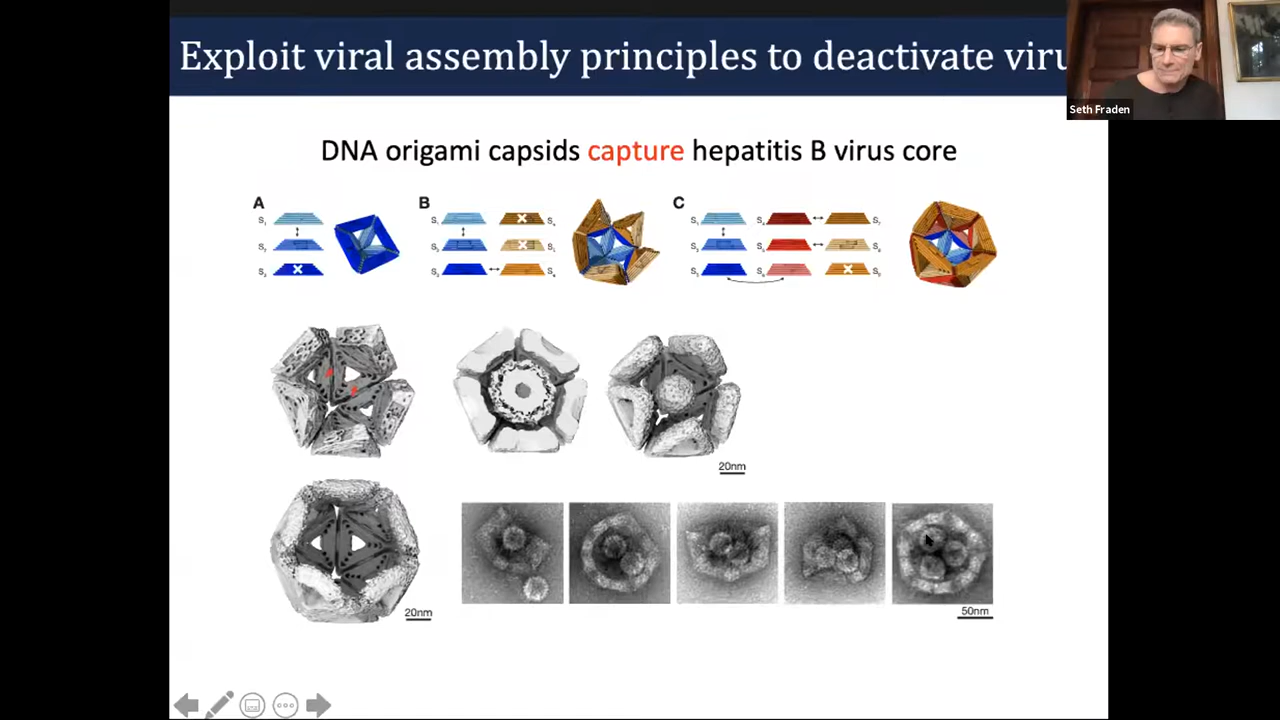 Exploit viral assembly principles to deactivate viru
Seth Fraden
DNA origami capsids capture hepatitis B virus core
A
B
C
20nm
20nm
50nm